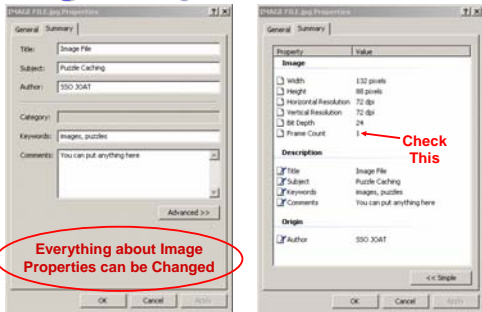 IMAGE FILE.jpg Properties
General Summary
Title: Image File
Subject: Puzzle Caching
Author: SSO JOAT
Category:
Keywords: images, puzzles
Comments: You can put anything here
Advanced >>
Everything about Image
Properties can be Changed
OK Cancel Apply
IMAGE FILE.jpg Properties
General Summary
Property Value
Image
Width 132 pixels
Height 88 pixels
Horizontal Resolution 72 dpi
Vertical Resolution 72 dpi
Bit Depth 24
Frame Count 1
Check
This
Description
Title Image File
Subject Puzzle Caching
Keywords images, puzzles
Comments You can put anything here
Origin
Author SSO JOAT
<< Simple
OK Cancel Apply